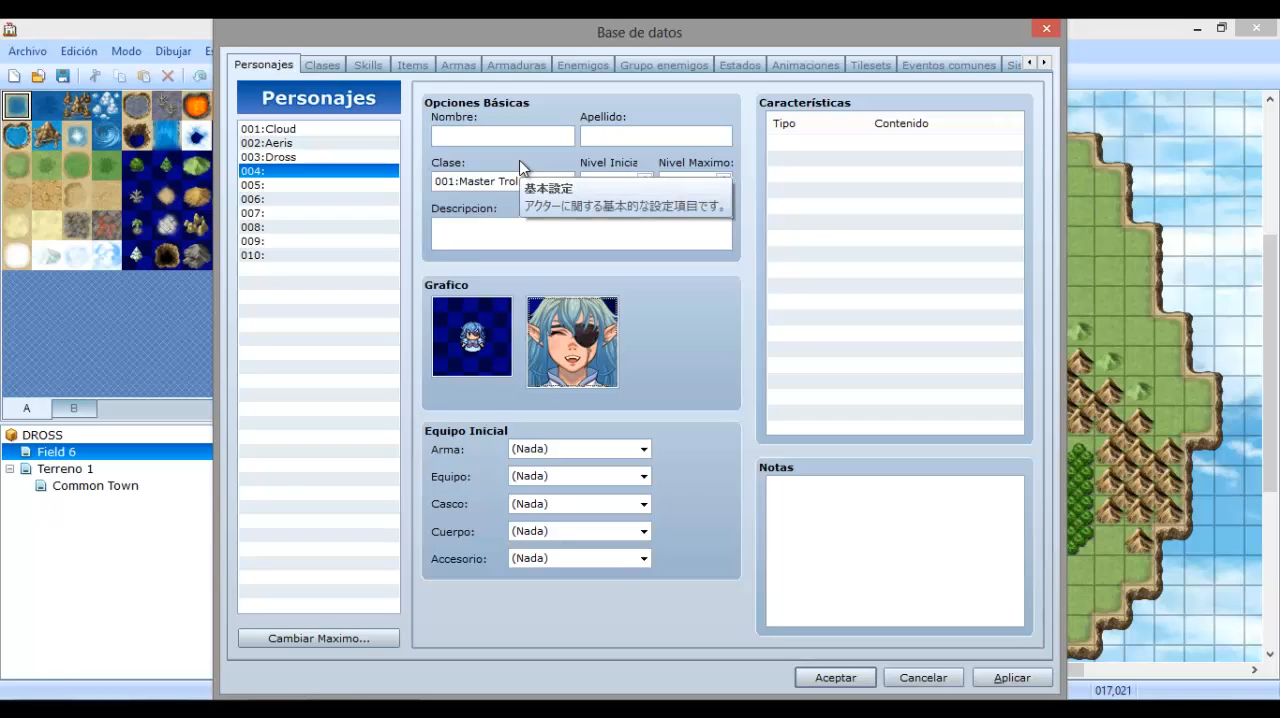 Base de datos
Archivo Edición Modo Dibujar
Personajes Clases Skills Items Armas Armaduras Enemigos Grupo enemigos Estados Animaciones Tilesets Eventos comunes
Personajes
001:Cloud
002:Aeris
003:Dross
004:
005:
006:
007:
008:
009:
010:
Cambiar Maximo...
Opciones Básicas
Nombre: Apellido:
Clase: Nivel Inicia Nivel Maximo:
001:Master Trol
基本設定
アクターに関する基本的な設定項目です。
Descripcion:
Grafico
Equipo Inicial
Arma: (Nada)
Equipo: (Nada)
Casco: (Nada)
Cuerpo: (Nada)
Accesorio: (Nada)
Características
Tipo Contenido
Notas
A B
DROSS
Field 6
Terreno 1
Common Town
Aceptar Cancelar Aplicar
017,021